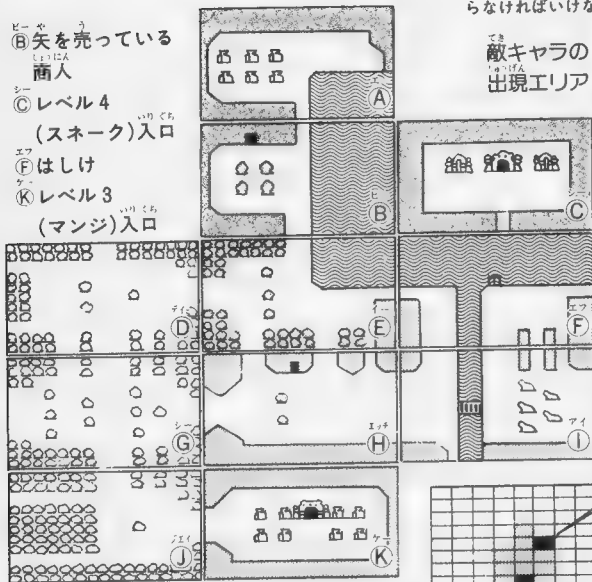 Ⓑ矢を売っている
商人
Ⓒレベル4
(スネーク)入口
Ⓕはしけ
Ⓚレベル3
(マンジ)入口
らなければいけな
敵キャラの
出現エリア
Ⓐ
Ⓑ
Ⓒ
Ⓓ
Ⓔ
Ⓕ
Ⓖ
Ⓗ
Ⓘ
Ⓙ
Ⓚ